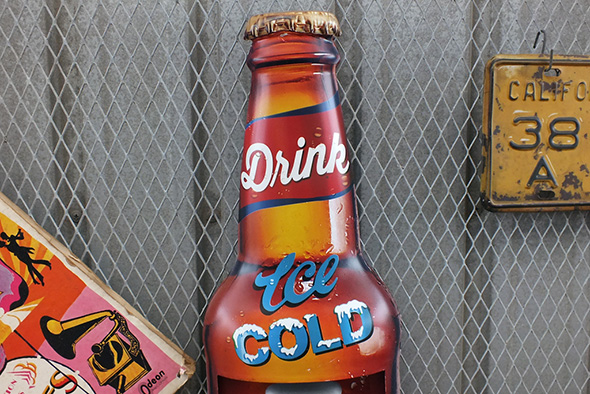 Drink
Ice
COLD
CALIFO
38
A
Odeon